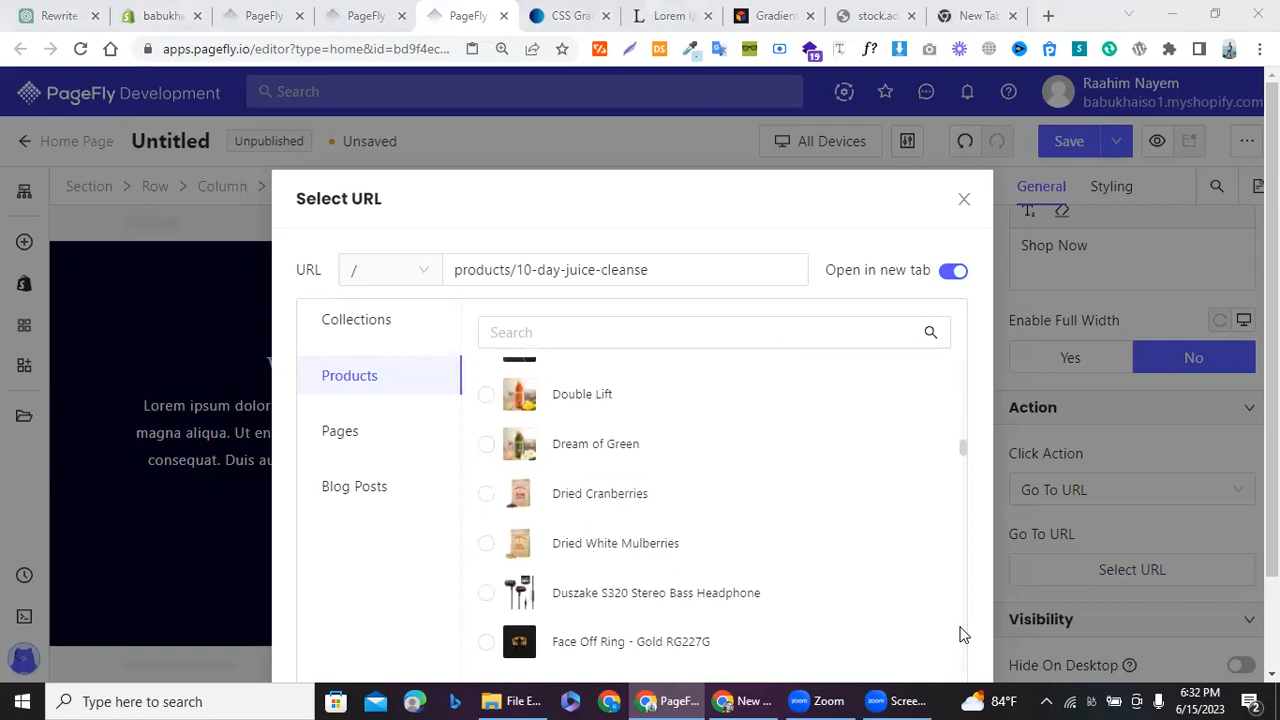 Rewrite
babukha
PageFly
PageFly
PageFly
CSS Gra
Lorem Ip
Gradien
stock.ad
New Tab
apps.pagefly.io/editor?type=home&id=bd9f4ec...
19
PageFly Development
Search
Raahim Nayem
babukhaiso1.myshopify.com
Home Page
Untitled
Unpublished
Unsaved
All Devices
Save
Section > Row > Column >
General
Styling
Select URL
URL
/
products/10-day-juice-cleanse
Open in new tab
Shop Now
Collections
Products
Pages
Blog Posts
Search
Double Lift
Dream of Green
Dried Cranberries
Dried White Mulberries
Duszake S320 Stereo Bass Headphone
Face Off Ring - Gold RG227G
Lorem ipsum dolor
magna aliqua. Ut en
consequat. Duis au
Enable Full Width
Yes
No
Action
Click Action
Go To URL
Go To URL
Select URL
Visibility
Hide On Desktop
Type here to search
File E...
PageF...
New ...
Zoom
Scree...
84°F
6:32 PM
6/15/2023
2